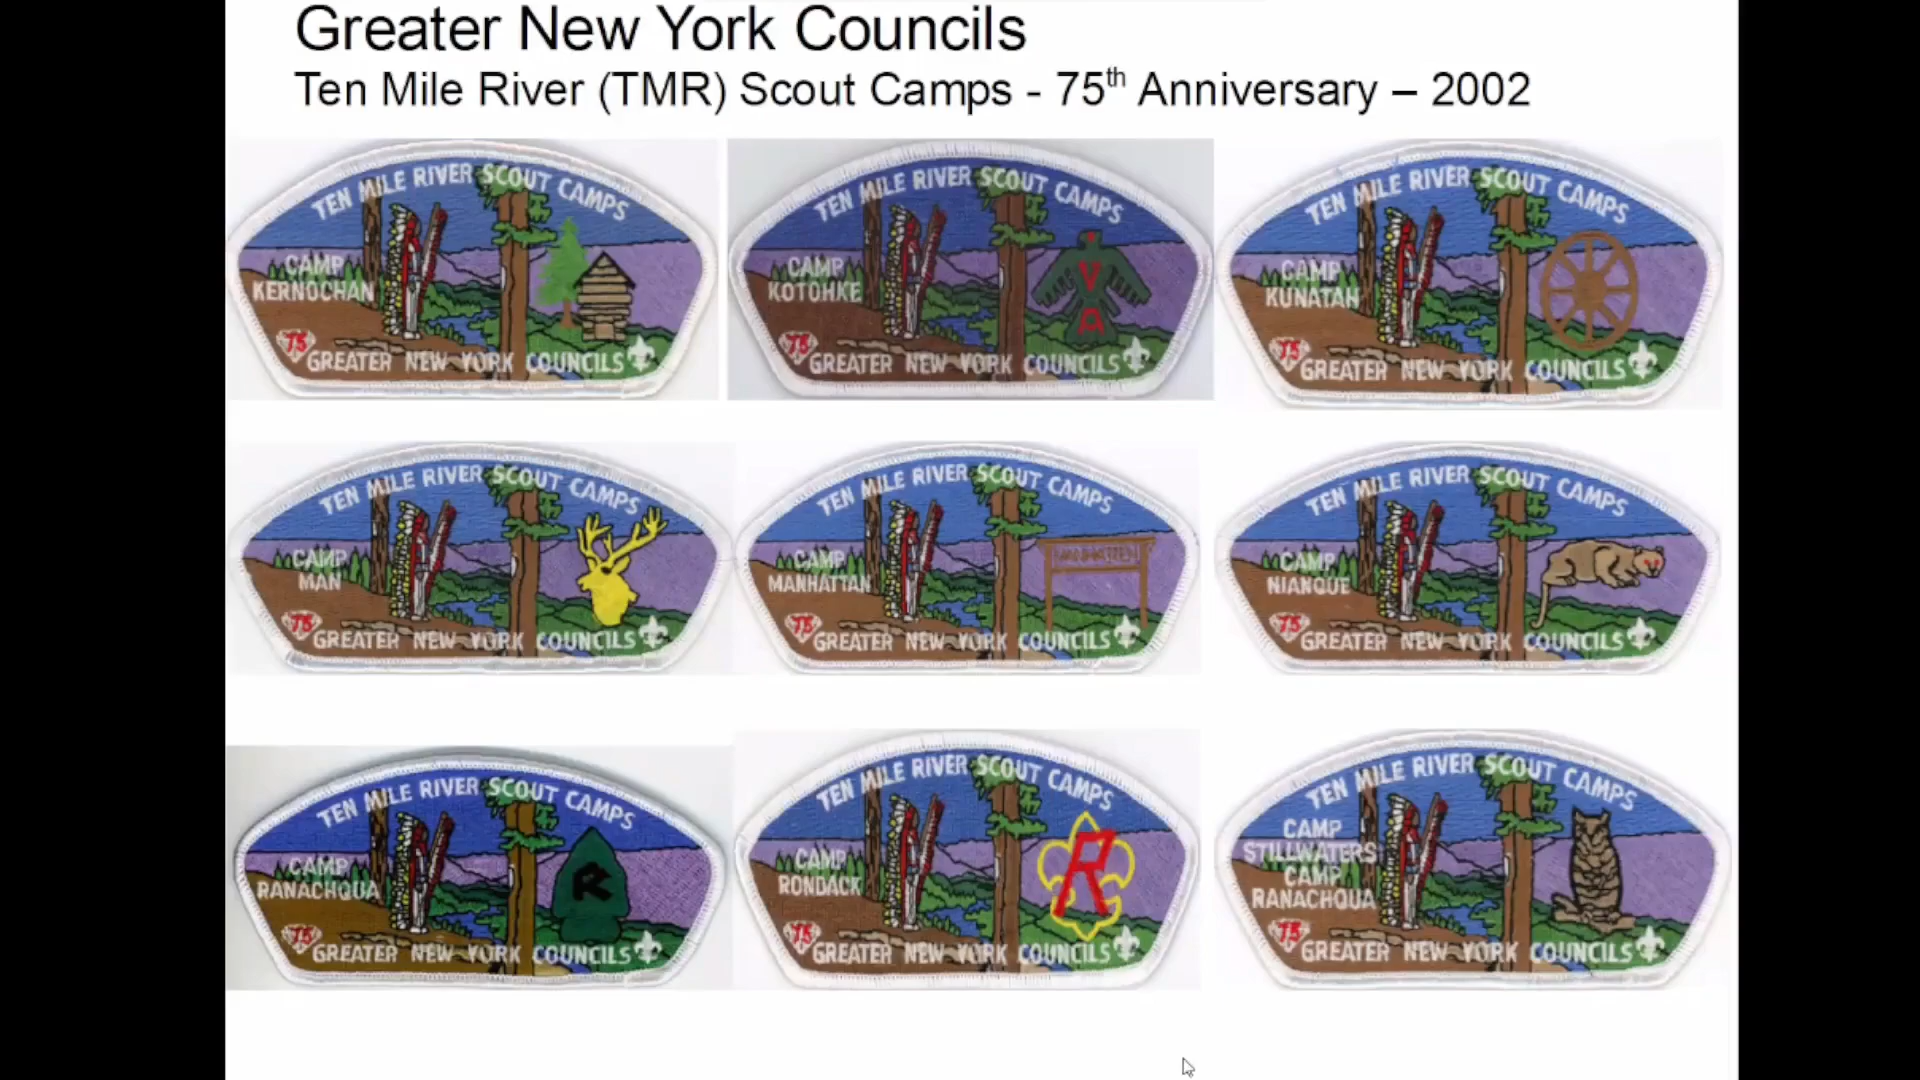 Greater New York Councils
Ten Mile River (TMR) Scout Camps - 75th Anniversary – 2002
TEN MILE RIVER SCOUT CAMPS
CAMP
KERNOCHAN
75
GREATER NEW YORK COUNCILS
TEN MILE RIVER SCOUT CAMPS
CAMP
KOTOHKE
V
A
75
GREATER NEW YORK COUNCILS
TEN MILE RIVER SCOUT CAMPS
CAMP
KUNATAH
75
GREATER NEW YORK COUNCILS
TEN MILE RIVER SCOUT CAMPS
CAMP
MAN
75
GREATER NEW YORK COUNCILS
TEN MILE RIVER SCOUT CAMPS
CAMP
MANHATTAN
MANHATTEN
75
GREATER NEW YORK COUNCILS
TEN MILE RIVER SCOUT CAMPS
CAMP
NIANQUE
75
GREATER NEW YORK COUNCILS
TEN MILE RIVER SCOUT CAMPS
CAMP
RANACHQUA
R
75
GREATER NEW YORK COUNCILS
TEN MILE RIVER SCOUT CAMPS
CAMP
RONDACK
R
75
GREATER NEW YORK COUNCILS
TEN MILE RIVER SCOUT CAMPS
CAMP
STILLWATERS
CAMP
RANACHQUA
75
GREATER NEW YORK COUNCILS